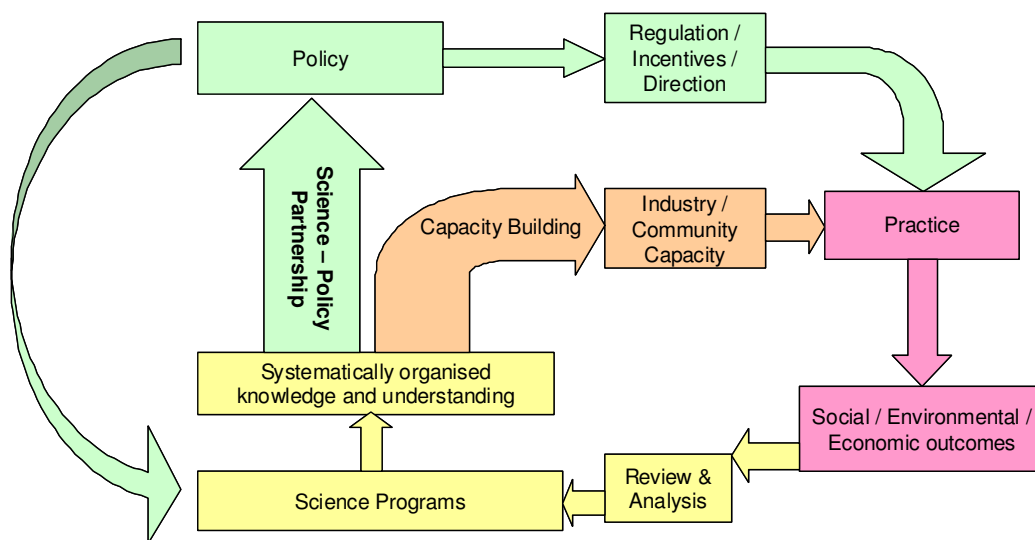 Policy
Regulation /
Incentives /
Direction
Science – Policy
Partnership
Capacity Building
Industry /
Community
Capacity
Practice
Systematically organised
knowledge and understanding
Social / Environmental /
Economic outcomes
Review &
Analysis
Science Programs